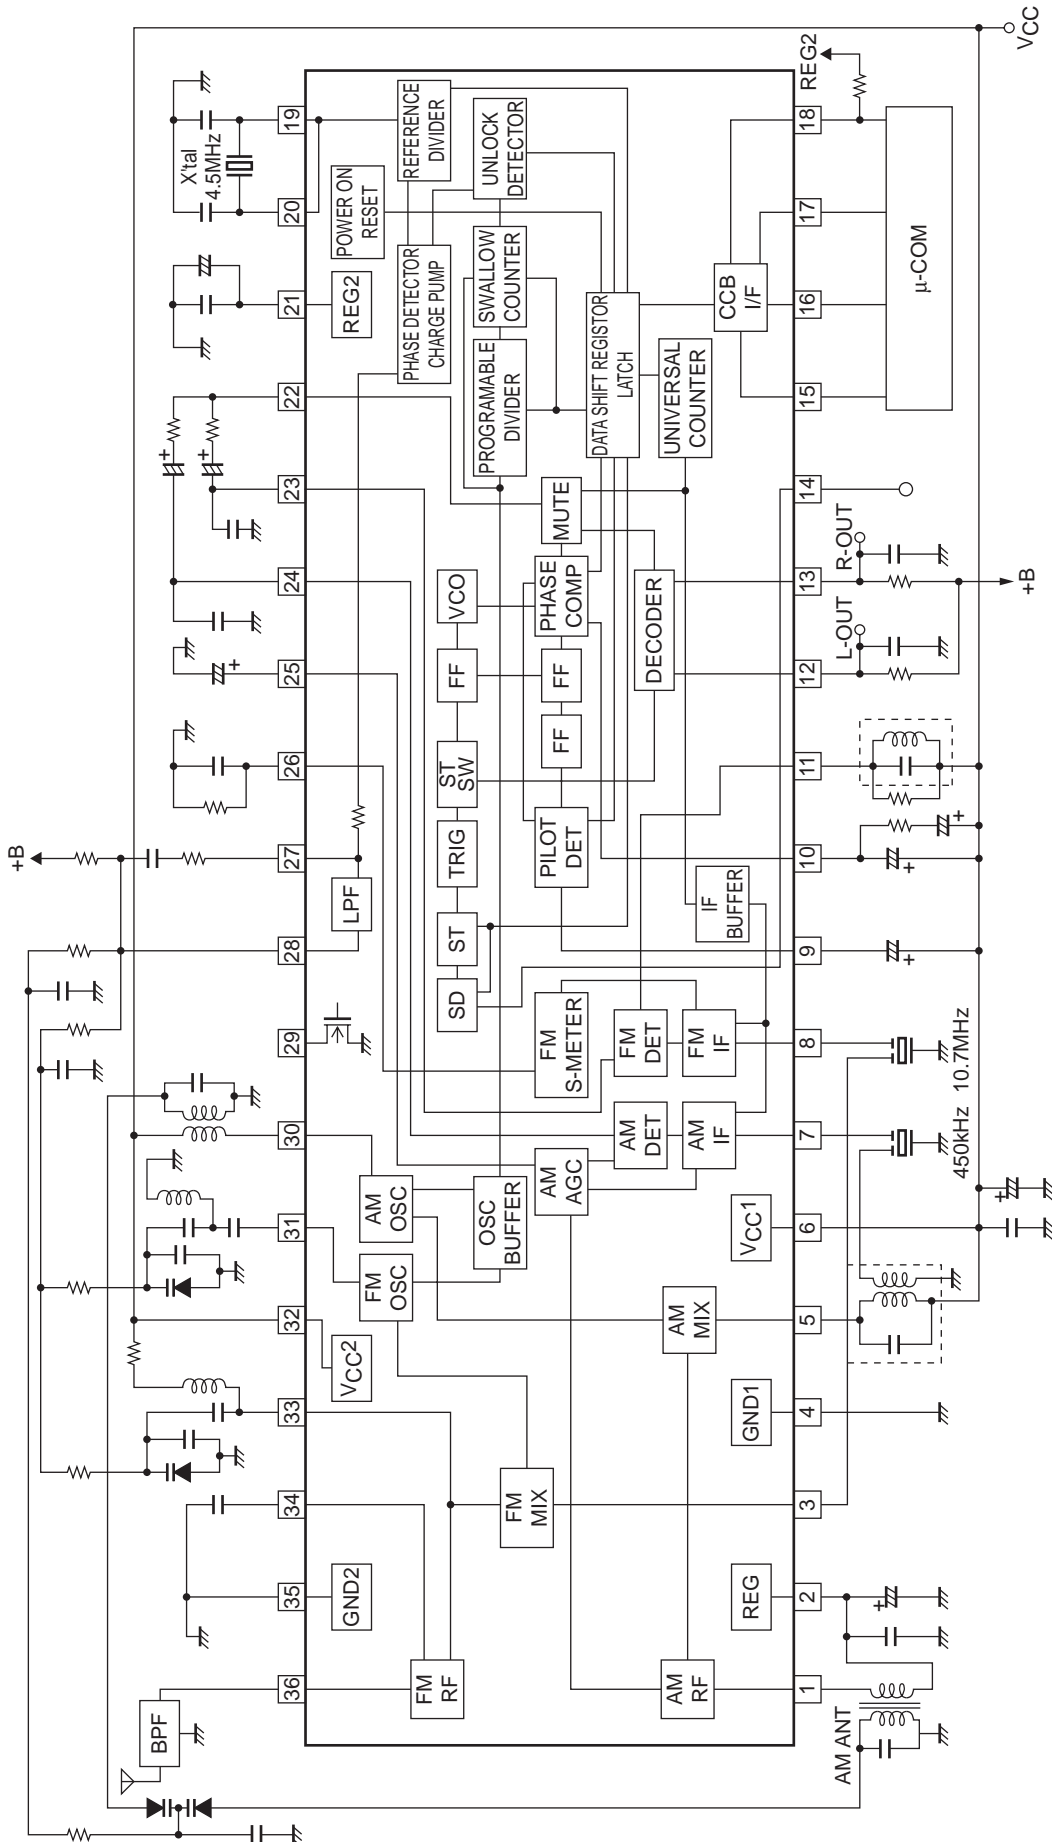 VCC
REG2
X'tal
4.5MHz
19
20
21
22
23
24
25
26
27
28
29
30
31
32
33
34
35
36
+B
BPF
REFERENCE
DIVIDER
UNLOCK
DETECTOR
POWER ON
RESET
PHASE DETECTOR
CHARGE PUMP
SWALLOW
COUNTER
REG2
PROGRAMABLE
DIVIDER
DATA SHIFT REGISTOR
LATCH
CCB
I/F
UNIVERSAL
COUNTER
MUTE
VCO
PHASE
COMP
DECODER
FF
FF
FF
ST
SW
TRIG
PILOT
DET
LPF
ST
SD
IF
BUFFER
FM
S-METER
FM
DET
FM
IF
AM
DET
AM
IF
AM
AGC
AM
OSC
OSC
BUFFER
FM
OSC
VCC1
VCC2
AM
MIX
GND1
FM
MIX
GND2
REG
FM
RF
AM
RF
18
17
16
15
14
13
12
11
10
9
8
7
6
5
4
3
2
1
µ-COM
R-OUT
L-OUT
+B
+
+
+
+
+
+
+
+
+
10.7MHz
450kHz
AM ANT